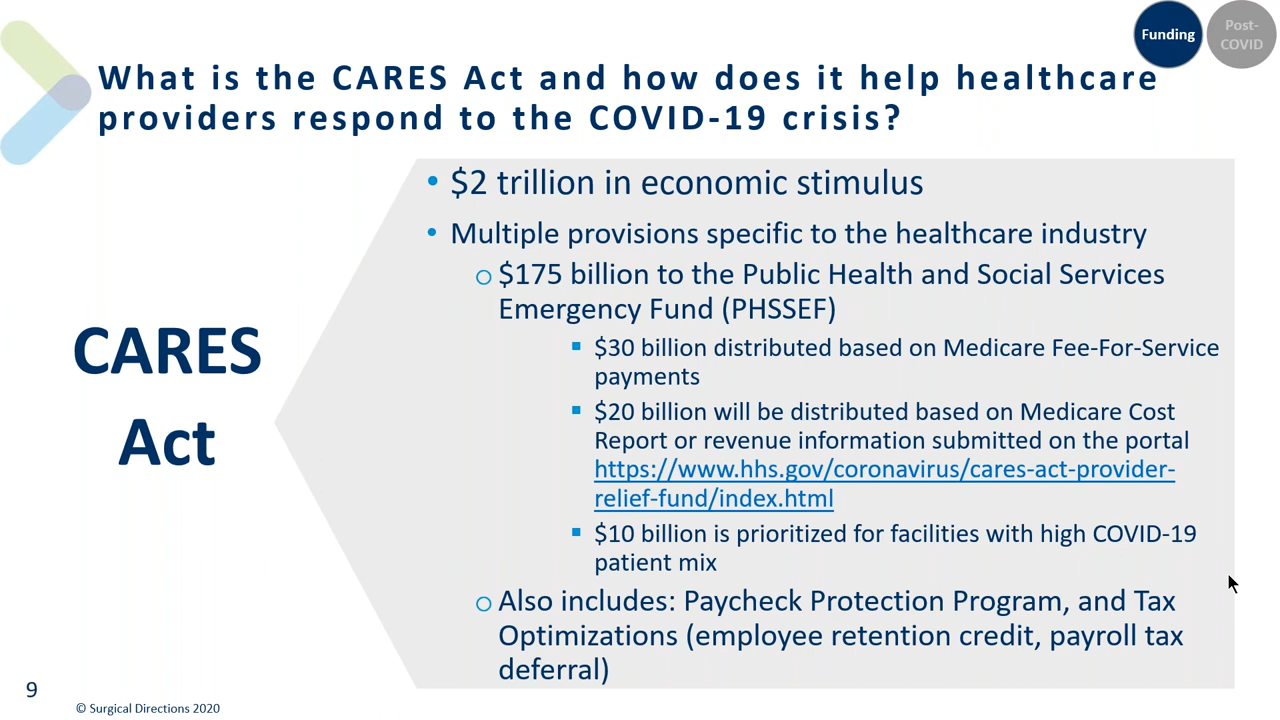 Funding
Post-
COVID
What is the CARES Act and how does it help healthcare
providers respond to the COVID-19 crisis?
CARES
Act
• $2 trillion in economic stimulus
• Multiple provisions specific to the healthcare industry
o $175 billion to the Public Health and Social Services
Emergency Fund (PHSSEF)
▪ $30 billion distributed based on Medicare Fee-For-Service
payments
▪ $20 billion will be distributed based on Medicare Cost
Report or revenue information submitted on the portal
https://www.hhs.gov/coronavirus/cares-act-provider-
relief-fund/index.html
▪ $10 billion is prioritized for facilities with high COVID-19
patient mix
o Also includes: Paycheck Protection Program, and Tax
Optimizations (employee retention credit, payroll tax
deferral)
9
© Surgical Directions 2020